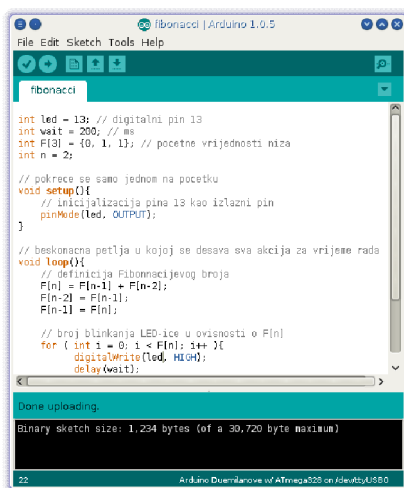 fibonacci | Arduino 1.0.5
File Edit Sketch Tools Help
fibonacci
int led = 13; // digitalni pin 13
int wait = 200; // ms
int F[3] = {0, 1, 1}; // pocetne vrijednosti niza
int n = 2;
// pokrece se samo jednom na pocetku
void setup(){
// inicijalizacija pina 13 kao izlazni pin
pinMode(led, OUTPUT);
}
// beskonacna petlja u kojoj se desava sva akcija za vrijeme rada
void loop(){
// definicija Fibonnacijevog broja
F[n] = F[n-1] + F[n-2];
F[n-2] = F[n-1];
F[n-1] = F[n];
// broj blinkanja LED-ice u ovisnosti o F[n]
for ( int i = 0; i < F[n]; i++ ){
digitalWrite(led, HIGH);
delay(wait);
Done uploading.
Binary sketch size: 1,234 bytes (of a 30,720 byte maximum)
22
Arduino Duemilanove w/ ATmega328 on /dev/ttyUSB0